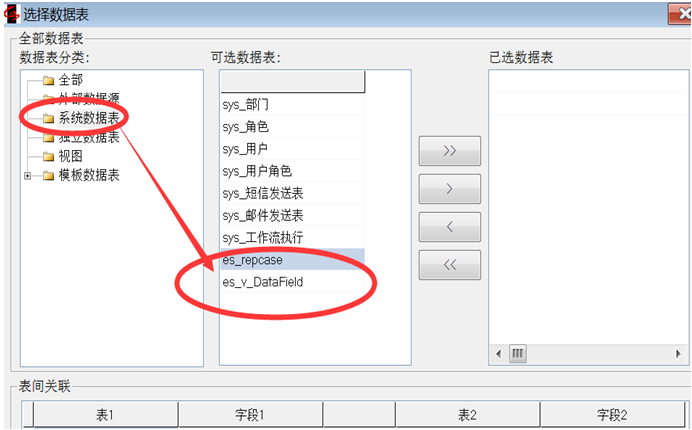 选择数据表
全部数据表
数据表分类:
可选数据表:
已选数据表
全部
外部数据源
系统数据表
独立数据表
视图
模板数据表
sys_部门
sys_角色
sys_用户
sys_用户角色
sys_短信发送表
sys_邮件发送表
sys_工作流执行
es_repcase
es_v_DataField
>>
>
<
<<
表间关联
表1 字段1 表2 字段2